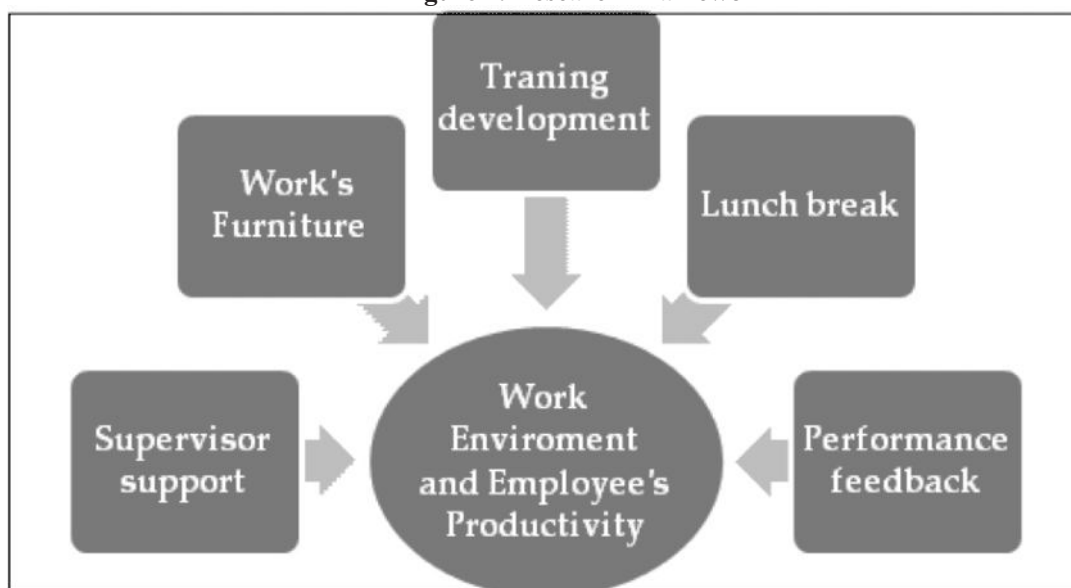 Traning
development
Work's
Furniture
Lunch break
Supervisor
support
Work
Enviroment
and Employee's
Productivity
Performance
feedback